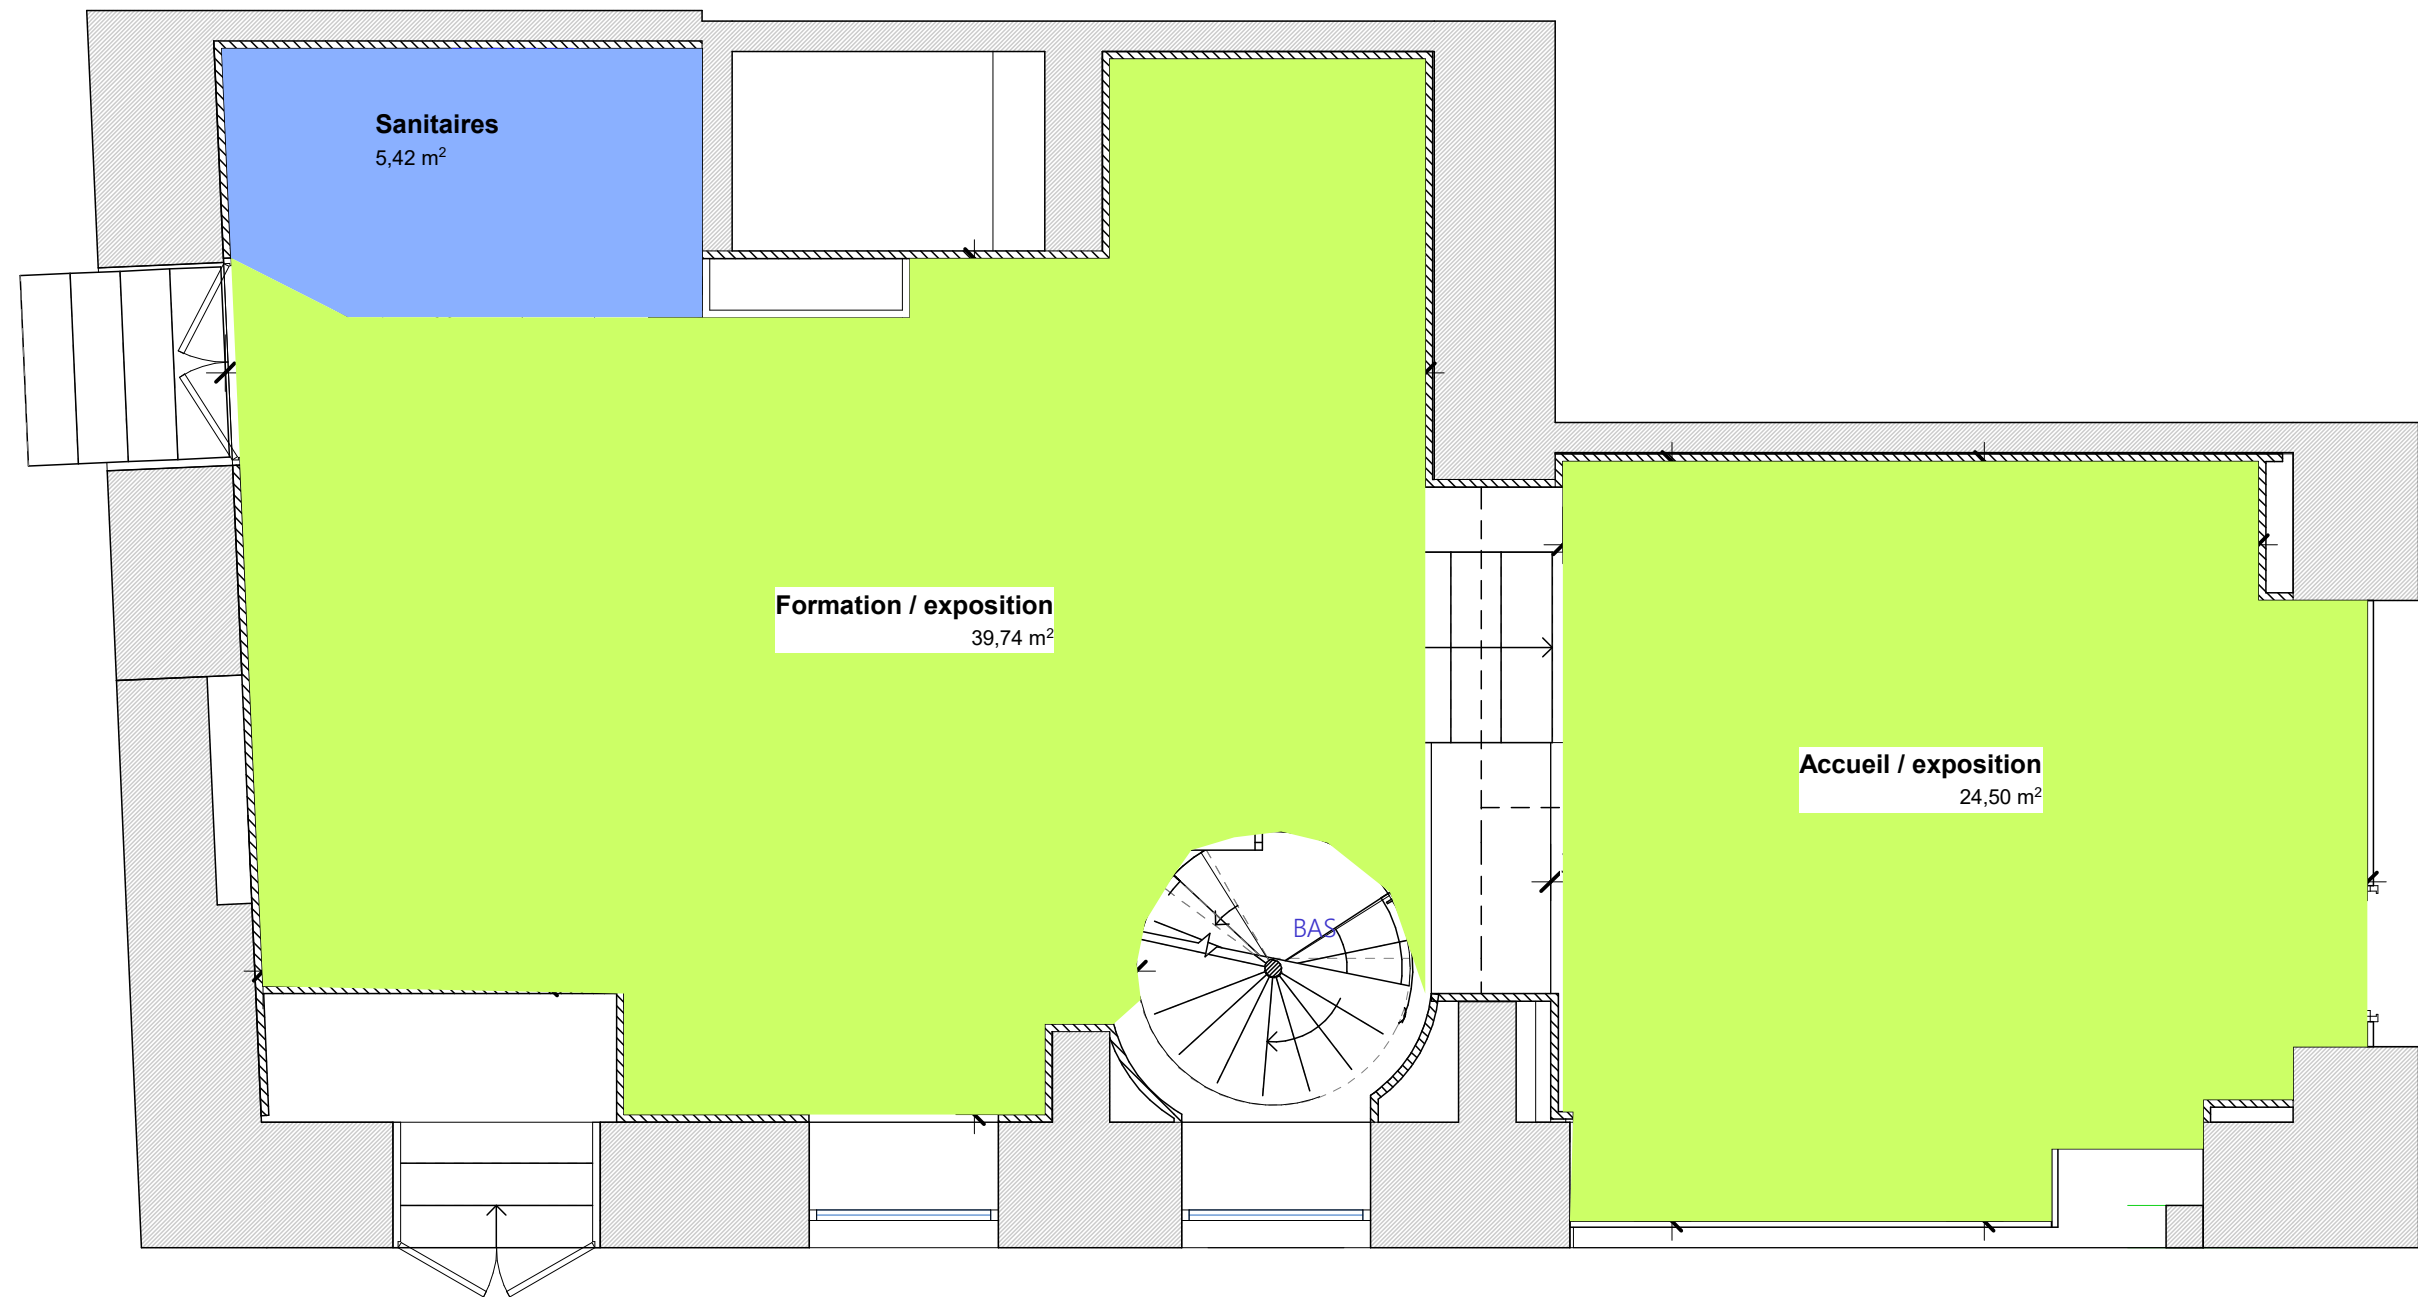 Sanitaires
5,42 m²
Formation / exposition
39,74 m²
Accueil / exposition
24,50 m²
BAS